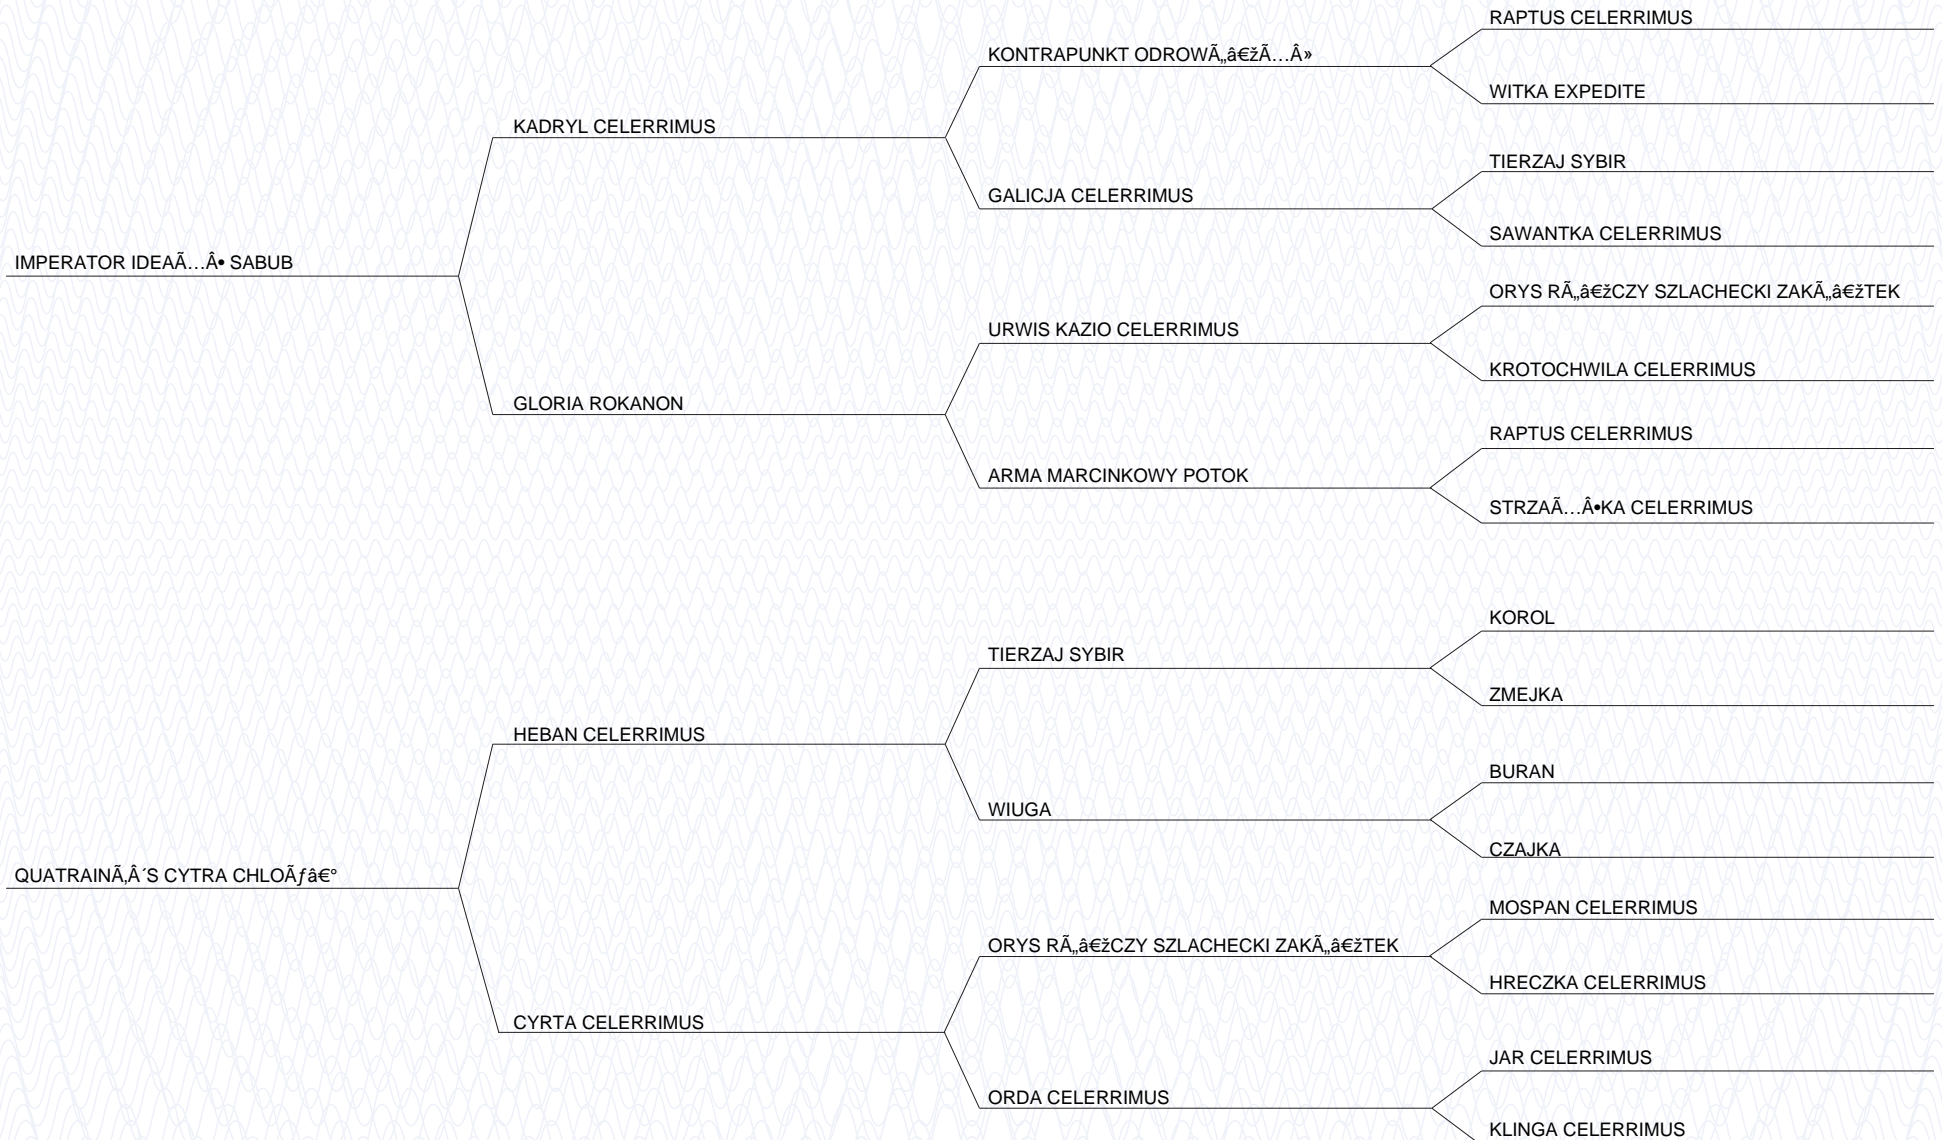 RAPTUS CELERRIMUS
KONTRAPUNKT ODROWÃ„â€žÃ…Â»
WITKA EXPEDITE
KADRYL CELERRIMUS
TIERZAJ SYBIR
GALICJA CELERRIMUS
SAWANTKA CELERRIMUS
IMPERATOR IDEAÃ…Â• SABUB
ORYS RÃ„â€žCZY SZLACHECKI ZAKÃ„â€žTEK
URWIS KAZIO CELERRIMUS
KROTOCHWILA CELERRIMUS
GLORIA ROKANON
RAPTUS CELERRIMUS
ARMA MARCINKOWY POTOK
STRZAÃ…Â•KA CELERRIMUS
KOROL
TIERZAJ SYBIR
ZMEJKA
HEBAN CELERRIMUS
BURAN
WIUGA
CZAJKA
QUATRAINÃ‚Â´S CYTRA CHLOÃƒâ€°
MOSPAN CELERRIMUS
ORYS RÃ„â€žCZY SZLACHECKI ZAKÃ„â€žTEK
HRECZKA CELERRIMUS
CYRTA CELERRIMUS
JAR CELERRIMUS
ORDA CELERRIMUS
KLINGA CELERRIMUS